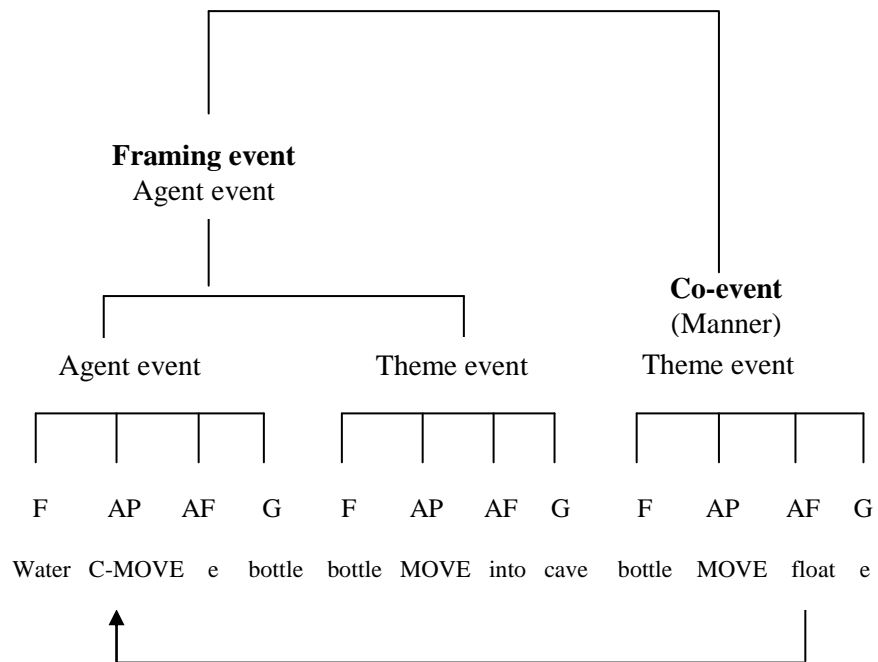 Framing event
Agent event
Co-event
(Manner)
Agent event Theme event Theme event
F AP AF G F AP AF G F AP AF G
Water C-MOVE e bottle bottle MOVE into cave bottle MOVE float e